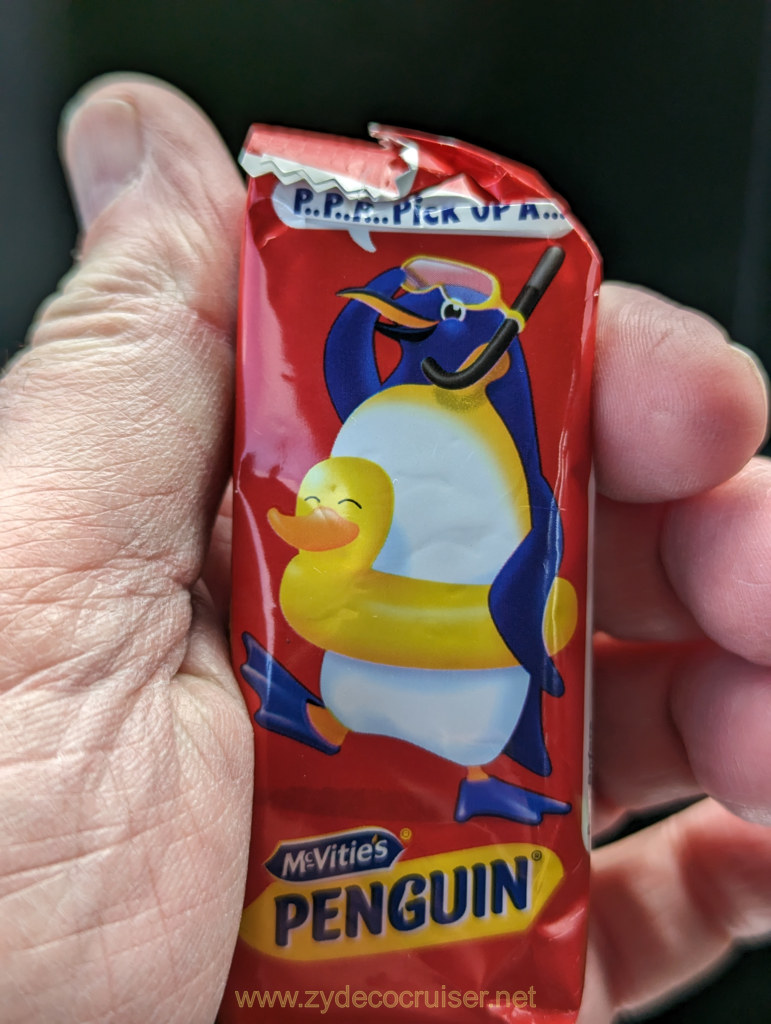 P..P..P..Pick UP A...
McVitie's®
PENGUIN®
www.zydecocruiser.net